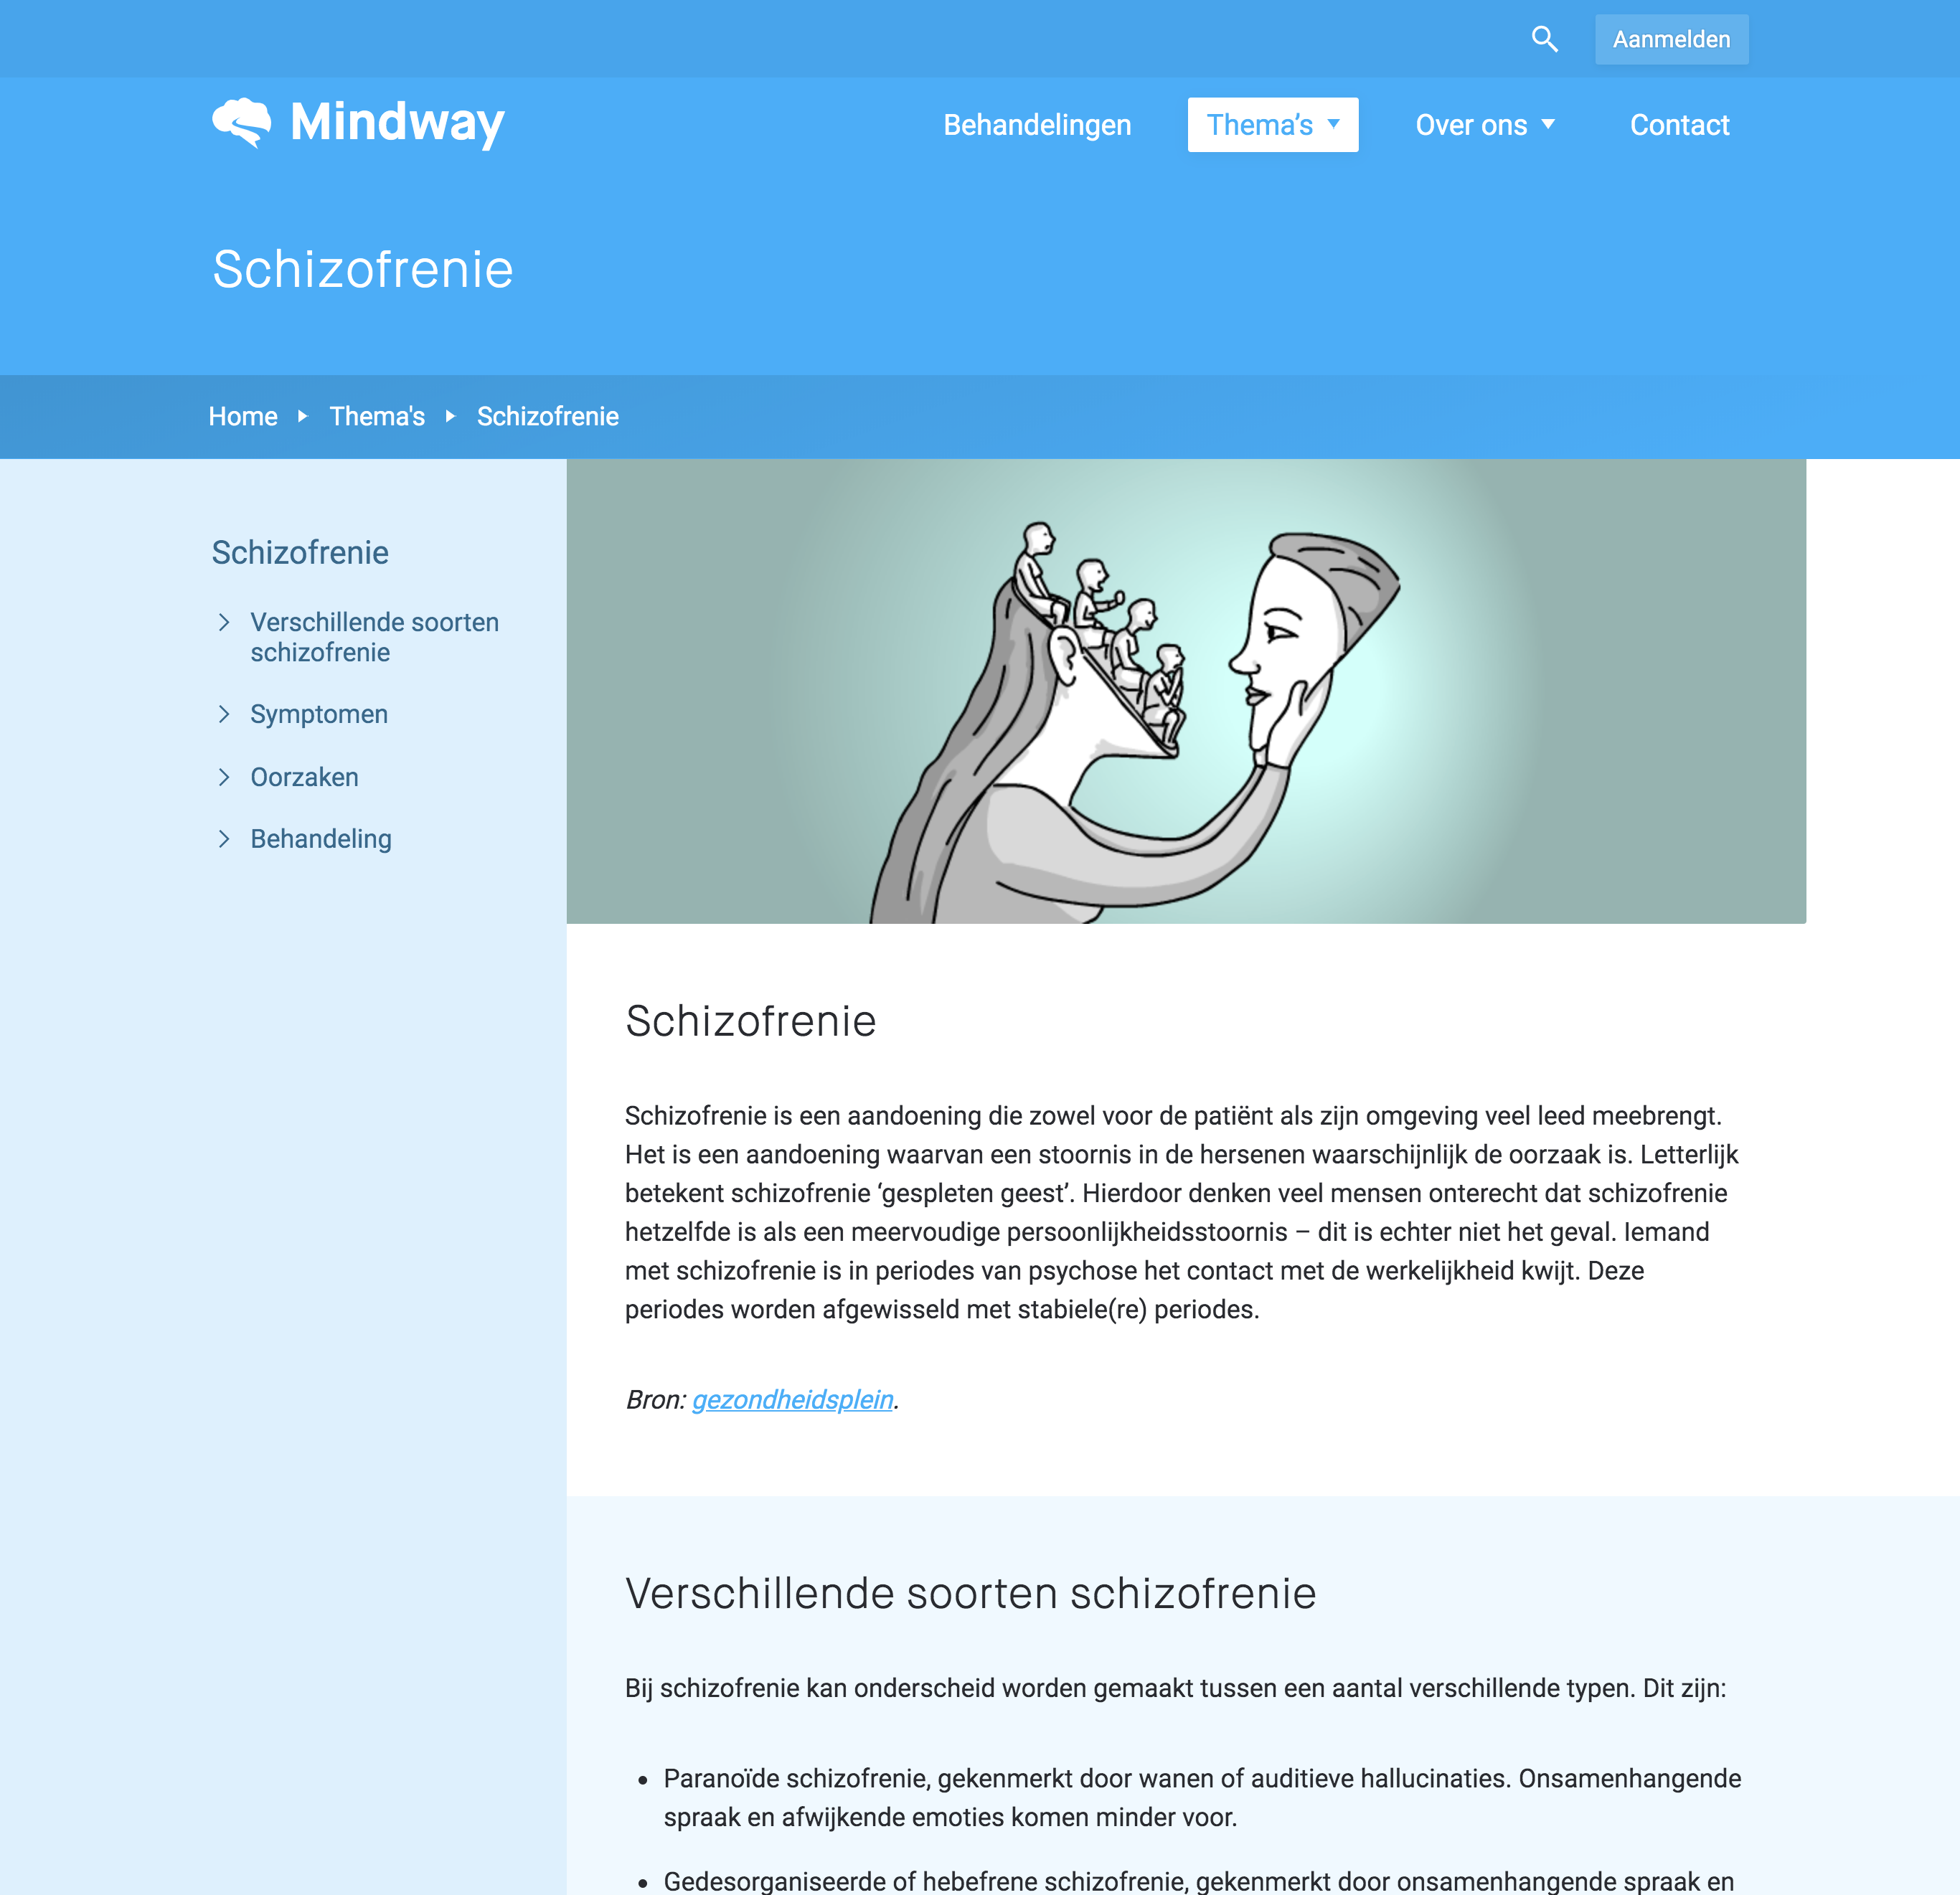 Aanmelden
Mindway
Behandelingen
Thema’s
Over ons
Contact
Schizofrenie
Home
Thema's
Schizofrenie
Schizofrenie
Verschillende soorten
schizofrenie
Symptomen
Oorzaken
Behandeling
Schizofrenie
Schizofrenie is een aandoening die zowel voor de patiënt als zijn omgeving veel leed meebrengt.
Het is een aandoening waarvan een stoornis in de hersenen waarschijnlijk de oorzaak is. Letterlijk
betekent schizofrenie ‘gespleten geest’. Hierdoor denken veel mensen onterecht dat schizofrenie
hetzelfde is als een meervoudige persoonlijkheidsstoornis – dit is echter niet het geval. Iemand
met schizofrenie is in periodes van psychose het contact met de werkelijkheid kwijt. Deze
periodes worden afgewisseld met stabiele(re) periodes.
Bron: gezondheidsplein.
Verschillende soorten schizofrenie
Bij schizofrenie kan onderscheid worden gemaakt tussen een aantal verschillende typen. Dit zijn:
• Paranoïde schizofrenie, gekenmerkt door wanen of auditieve hallucinaties. Onsamenhangende
spraak en afwijkende emoties komen minder voor.
• Gedesorganiseerde of hebefrene schizofrenie, gekenmerkt door onsamenhangende spraak en